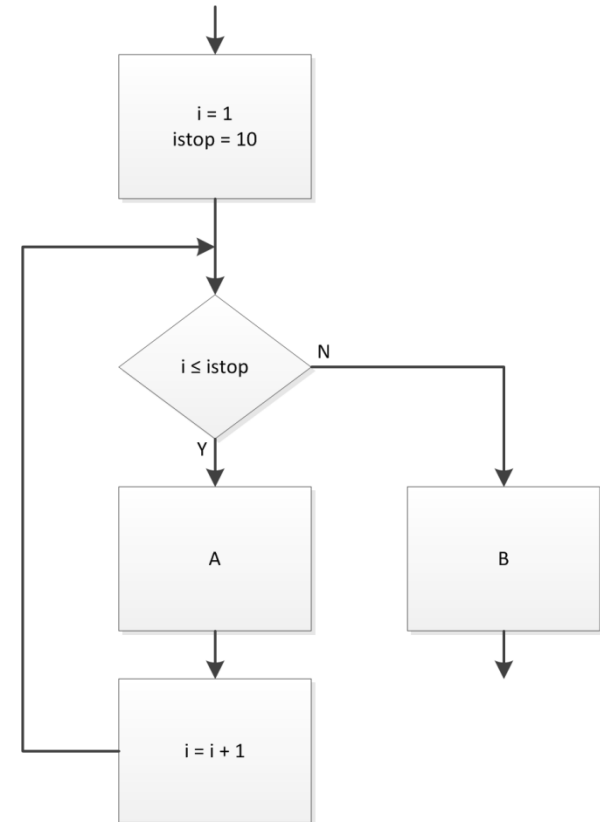 i = 1
istop = 10
i ≤ istop
N
Y
A
B
i = i + 1